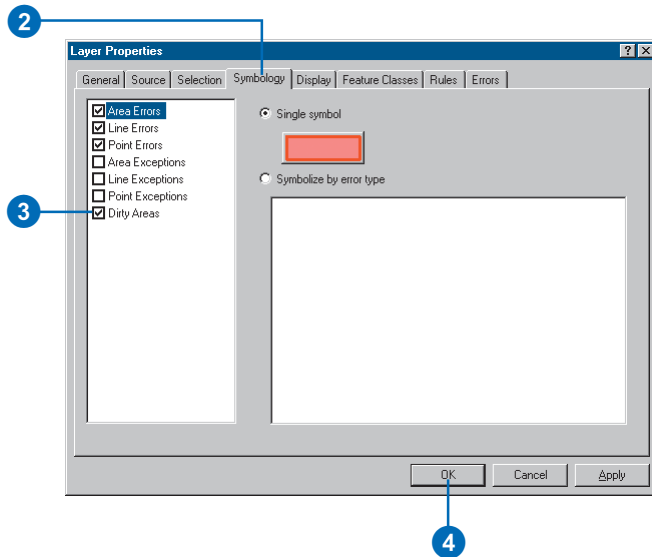 2
Layer Properties
General Source Selection Symbology Display Feature Classes Rules Errors
Area Errors
Line Errors
Point Errors
Area Exceptions
Line Exceptions
Point Exceptions
3
Dirty Areas
Single symbol
Symbolize by error type
OK Cancel Apply
4